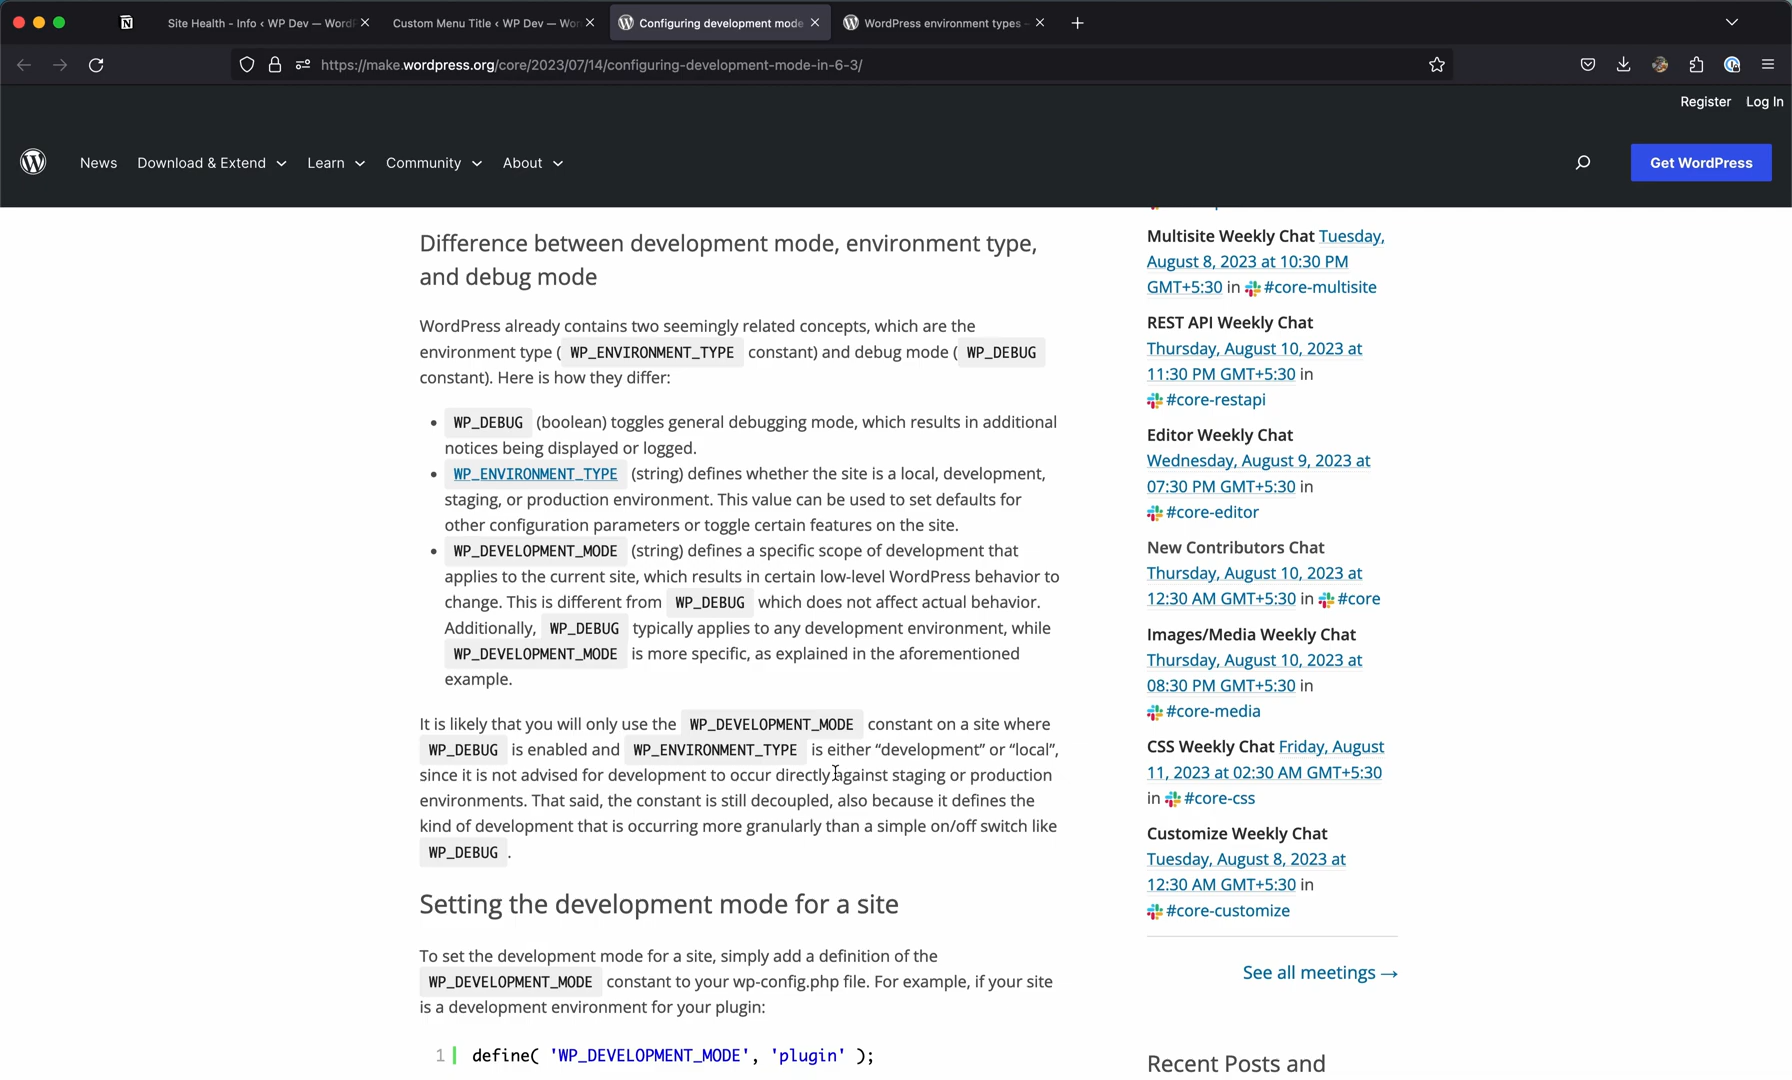 Site Health - Info ‹ WP Dev — WordP
Custom Menu Title ‹ WP Dev — Wor
Configuring development mode
WordPress environment types –
https://make.wordpress.org/core/2023/07/14/configuring-development-mode-in-6-3/
Register Log In
News Download & Extend Learn Community About
Get WordPress
Difference between development mode, environment type,
and debug mode
WordPress already contains two seemingly related concepts, which are the
environment type ( WP_ENVIRONMENT_TYPE constant) and debug mode ( WP_DEBUG
constant). Here is how they differ:
• WP_DEBUG (boolean) toggles general debugging mode, which results in additional
notices being displayed or logged.
• WP_ENVIRONMENT_TYPE (string) defines whether the site is a local, development,
staging, or production environment. This value can be used to set defaults for
other configuration parameters or toggle certain features on the site.
• WP_DEVELOPMENT_MODE (string) defines a specific scope of development that
applies to the current site, which results in certain low-level WordPress behavior to
change. This is different from WP_DEBUG which does not affect actual behavior.
Additionally, WP_DEBUG typically applies to any development environment, while
WP_DEVELOPMENT_MODE is more specific, as explained in the aforementioned
example.
It is likely that you will only use the WP_DEVELOPMENT_MODE constant on a site where
WP_DEBUG is enabled and WP_ENVIRONMENT_TYPE is either “development” or “local”,
since it is not advised for development to occur directly against staging or production
environments. That said, the constant is still decoupled, also because it defines the
kind of development that is occurring more granularly than a simple on/off switch like
WP_DEBUG .
Setting the development mode for a site
To set the development mode for a site, simply add a definition of the
WP_DEVELOPMENT_MODE constant to your wp-config.php file. For example, if your site
is a development environment for your plugin:
1 define( 'WP_DEVELOPMENT_MODE', 'plugin' );
Multisite Weekly Chat Tuesday,
August 8, 2023 at 10:30 PM
GMT+5:30 in #core-multisite
REST API Weekly Chat
Thursday, August 10, 2023 at
11:30 PM GMT+5:30 in
#core-restapi
Editor Weekly Chat
Wednesday, August 9, 2023 at
07:30 PM GMT+5:30 in
#core-editor
New Contributors Chat
Thursday, August 10, 2023 at
12:30 AM GMT+5:30 in #core
Images/Media Weekly Chat
Thursday, August 10, 2023 at
08:30 PM GMT+5:30 in
#core-media
CSS Weekly Chat Friday, August
11, 2023 at 02:30 AM GMT+5:30
in #core-css
Customize Weekly Chat
Tuesday, August 8, 2023 at
12:30 AM GMT+5:30 in
#core-customize
See all meetings →
Recent Posts and